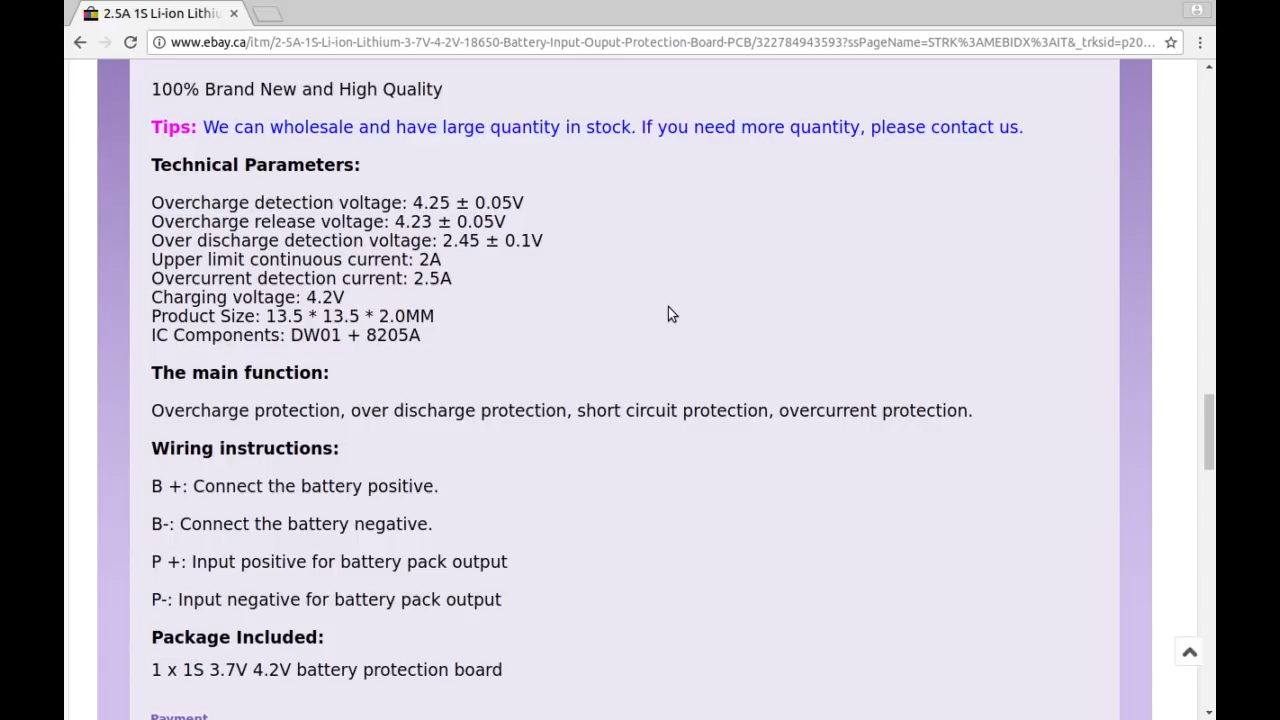 2.5A 1S Li-ion Lithiu
www.ebay.ca/itm/2-5A-1S-Li-ion-Lithium-3-7V-4-2V-18650-Battery-Input-Ouput-Protection-Board-PCB/322784943593?ssPageName=STRK%3AMEBIDX%3AIT&_trksid=p20...
100% Brand New and High Quality
Tips: We can wholesale and have large quantity in stock. If you need more quantity, please contact us.
Technical Parameters:
Overcharge detection voltage: 4.25 ± 0.05V
Overcharge release voltage: 4.23 ± 0.05V
Over discharge detection voltage: 2.45 ± 0.1V
Upper limit continuous current: 2A
Overcurrent detection current: 2.5A
Charging voltage: 4.2V
Product Size: 13.5 * 13.5 * 2.0MM
IC Components: DW01 + 8205A
The main function:
Overcharge protection, over discharge protection, short circuit protection, overcurrent protection.
Wiring instructions:
B +: Connect the battery positive.
B-: Connect the battery negative.
P +: Input positive for battery pack output
P-: Input negative for battery pack output
Package Included:
1 x 1S 3.7V 4.2V battery protection board
Payment